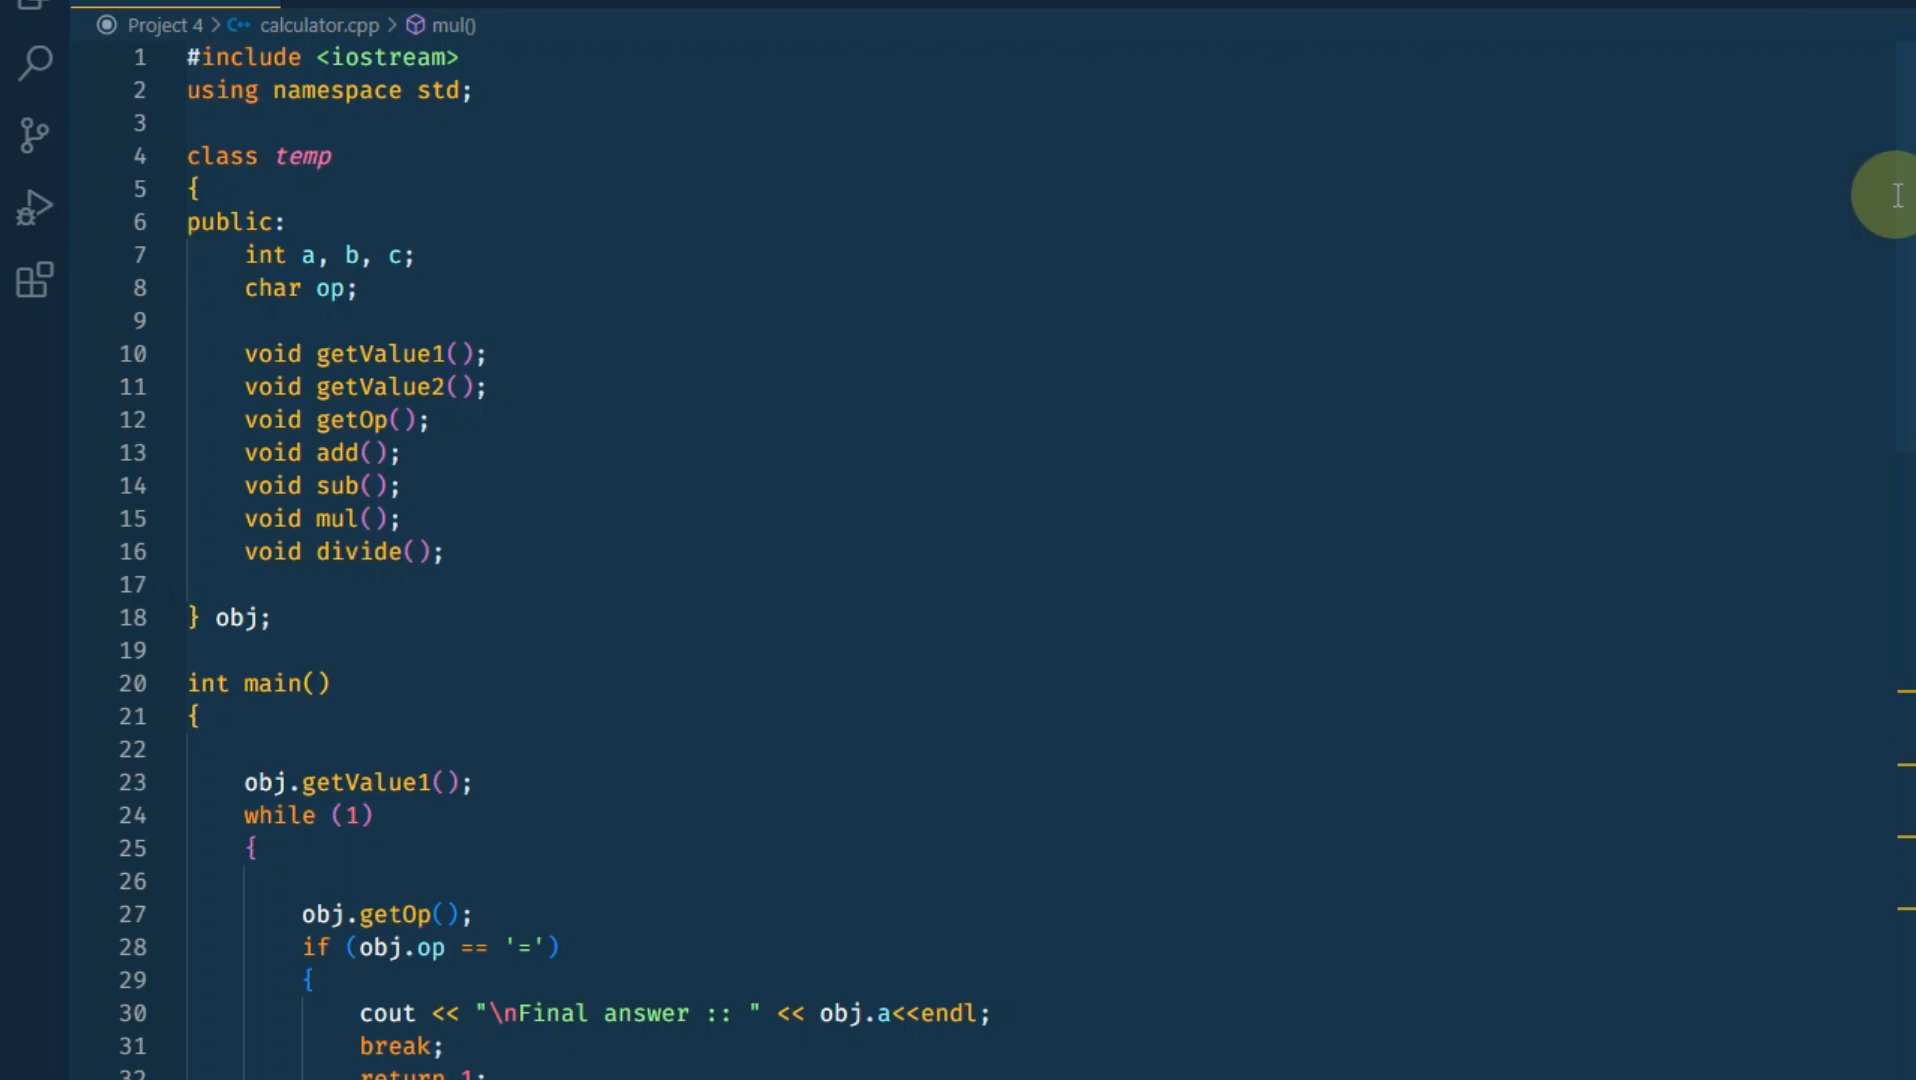 Project 4 > C++ calculator.cpp > mul()
1 #include <iostream>
2 using namespace std;
3
4 class temp
5 {
6 public:
7 int a, b, c;
8 char op;
9
10 void getValue1();
11 void getValue2();
12 void getOp();
13 void add();
14 void sub();
15 void mul();
16 void divide();
17
18 } obj;
19
20 int main()
21 {
22
23 obj.getValue1();
24 while (1)
25 {
26
27 obj.getOp();
28 if (obj.op == '=')
29 {
30 cout << "\nFinal answer :: " << obj.a<<endl;
31 break;
32 return 1;